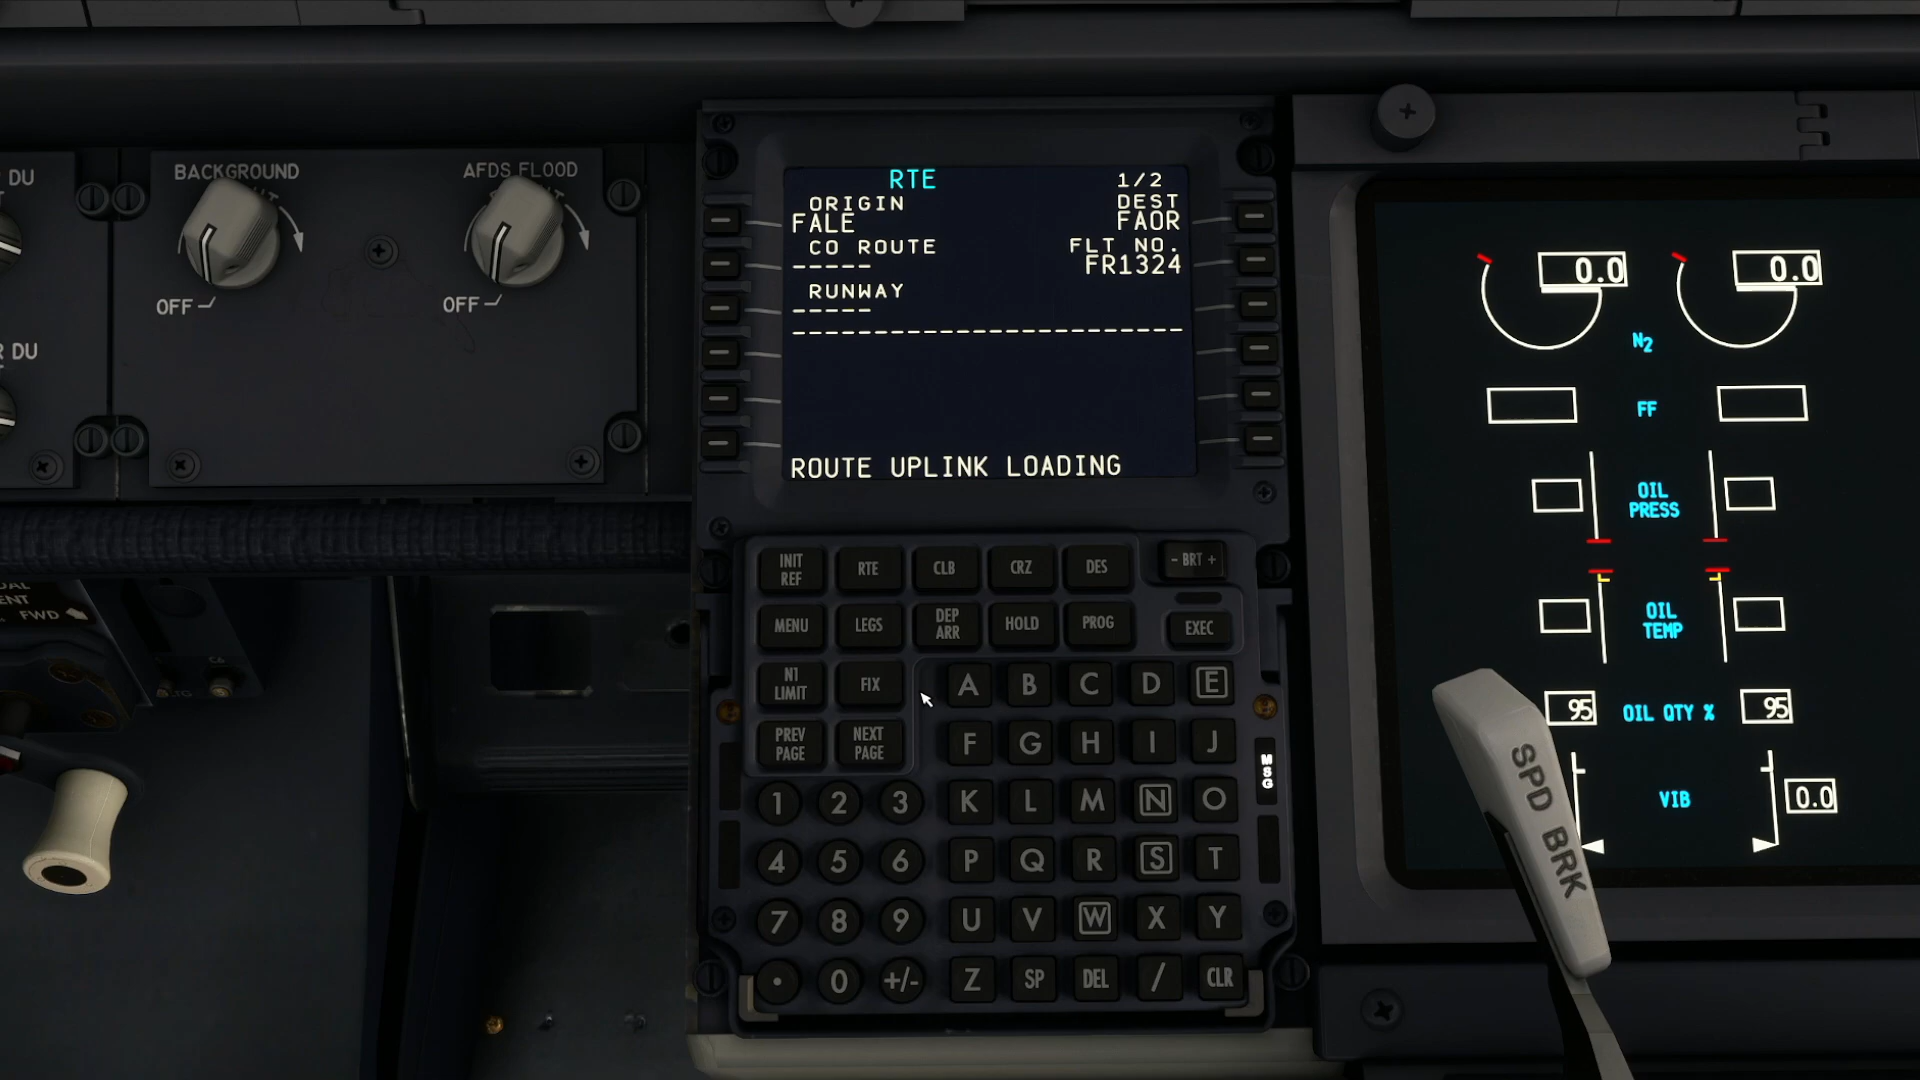 R DU
BACKGROUND
OFF
AFDS FLOOD
OFF
R DU
RTE 1/2
ORIGIN DEST
FALE FAOR
CO ROUTE FLT NO.
----- FR1324
RUNWAY
-----
ROUTE UPLINK LOADING
INIT REF
RTE
CLB
CRZ
DES
- BRT +
MENU
LEGS
DEP ARR
HOLD
PROG
EXEC
N1 LIMIT
FIX
PREV PAGE
NEXT PAGE
A B C D E
F G H I J
1 2 3 K L M N O
4 5 6 P Q R S T
7 8 9 U V W X Y
. 0 +/- Z SP DEL / CLR
MSG
0.0 0.0
N2
FF
OIL
PRESS
OIL
TEMP
95 OIL QTY % 95
VIB 0.0
SPD BRK
FWD